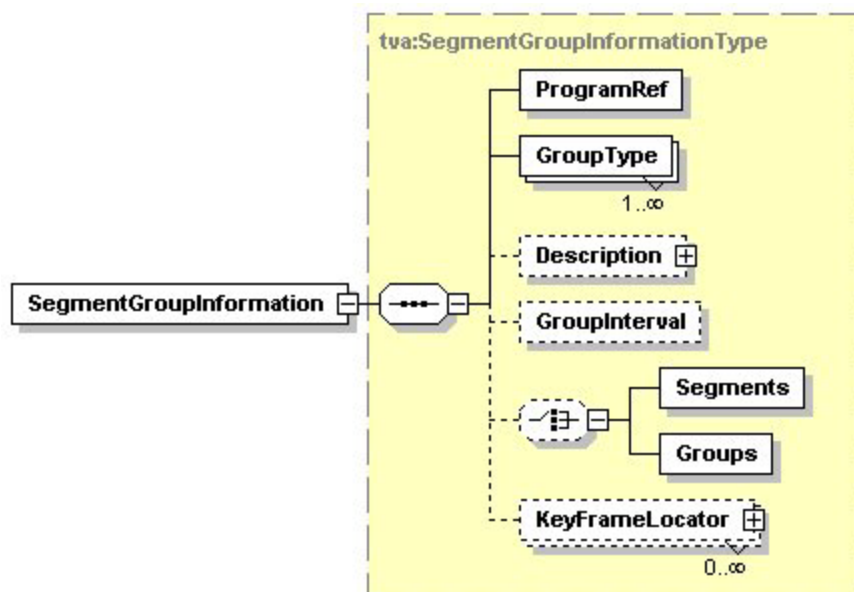 tva:SegmentGroupInformationType
ProgramRef
GroupType
1..∞
Description
SegmentGroupInformation
GroupInterval
Segments
Groups
KeyFrameLocator
0..∞